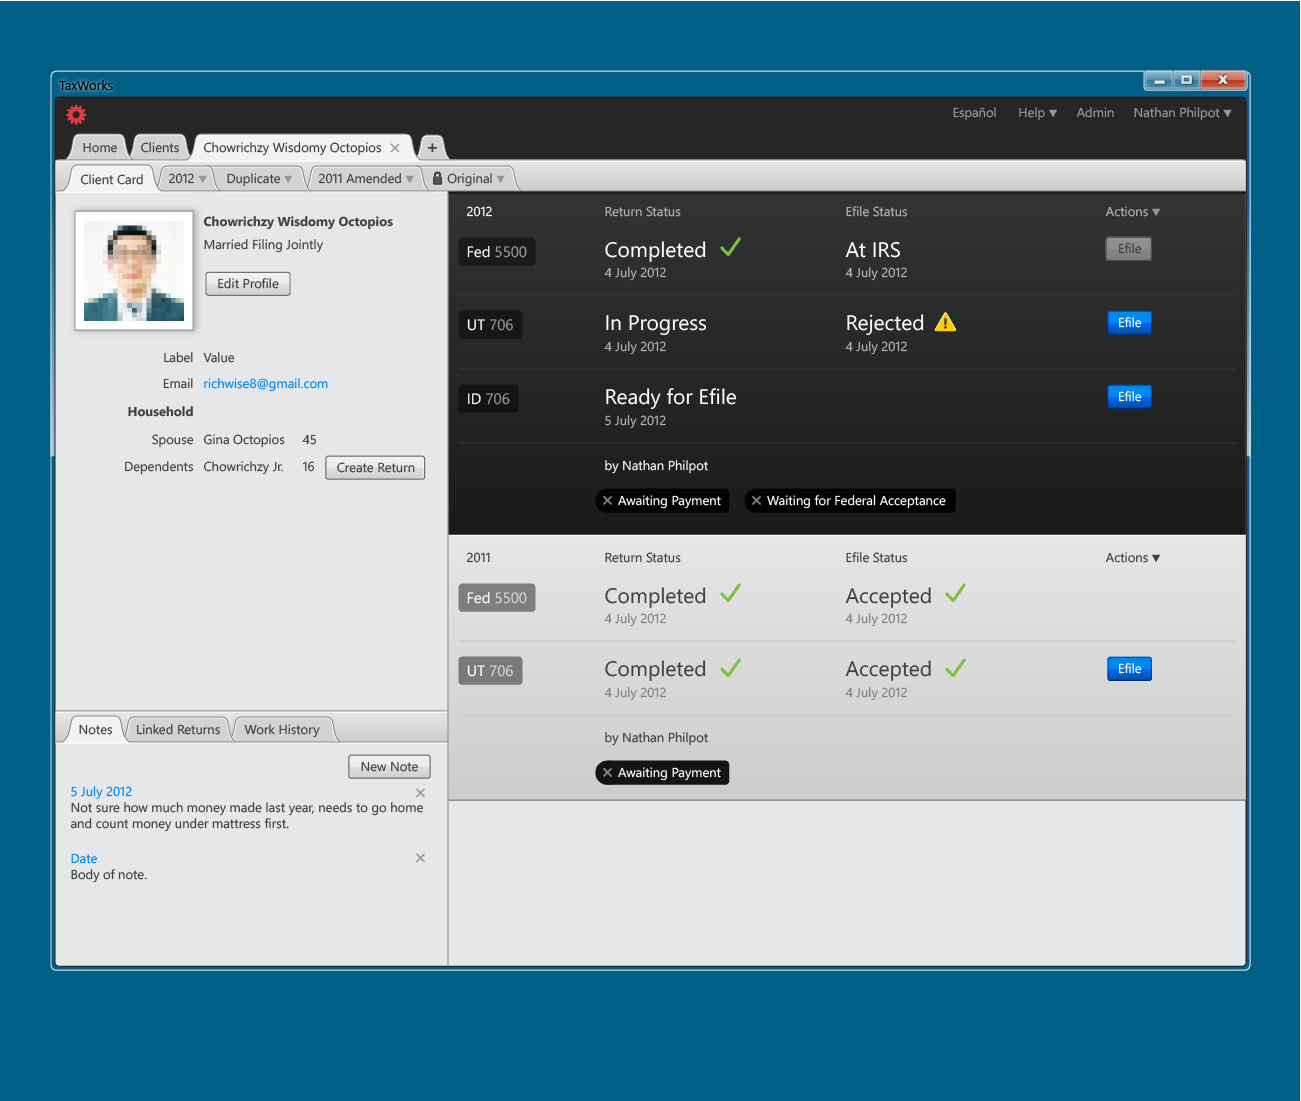 TaxWorks
Español Help Admin Nathan Philpot
Home Clients Chowrichzy Wisdomy Octopios +
Client Card 2012 Duplicate 2011 Amended Original
Chowrichzy Wisdomy Octopios
Married Filing Jointly
Edit Profile
Label Value
Email richwise8@gmail.com
Household
Spouse Gina Octopios 45
Dependents Chowrichzy Jr. 16 Create Return
2012 Return Status Efile Status Actions
Fed 5500 Completed At IRS Efile
4 July 2012 4 July 2012
UT 706 In Progress Rejected Efile
4 July 2012 4 July 2012
ID 706 Ready for Efile Efile
5 July 2012
by Nathan Philpot
Awaiting Payment Waiting for Federal Acceptance
2011 Return Status Efile Status Actions
Fed 5500 Completed Accepted
4 July 2012 4 July 2012
UT 706 Completed Accepted Efile
4 July 2012 4 July 2012
by Nathan Philpot
Awaiting Payment
Notes Linked Returns Work History
New Note
5 July 2012
Not sure how much money made last year, needs to go home
and count money under mattress first.
Date
Body of note.